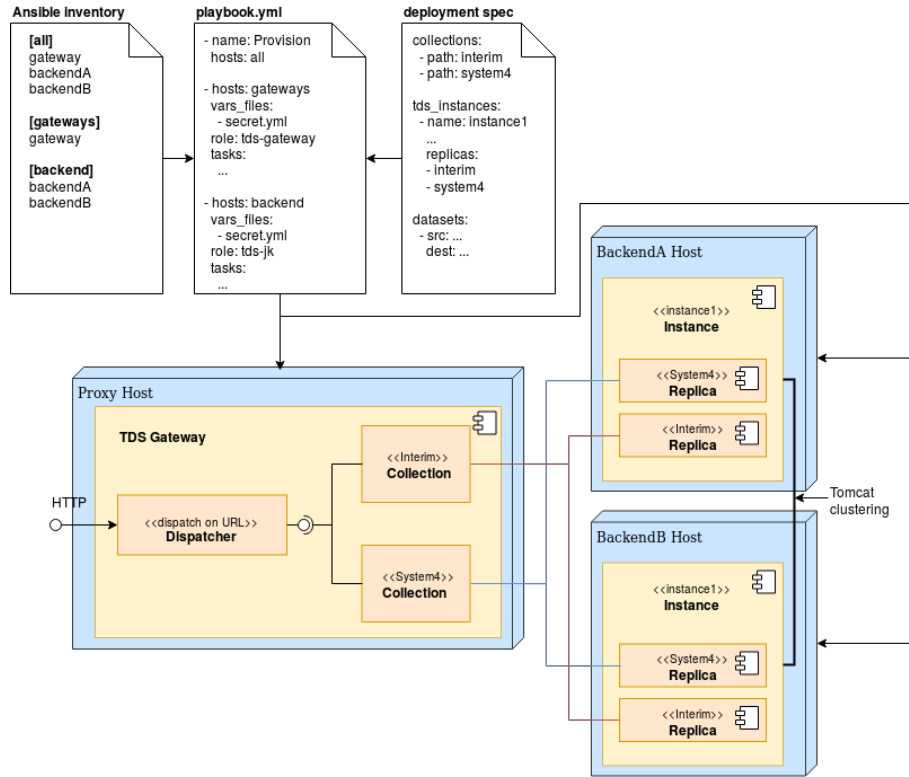 Ansible inventory
[all]
gateway
backendA
backendB
[gateways]
gateway
[backend]
backendA
backendB
playbook.yml
- name: Provision
hosts: all
- hosts: gateways
vars_files:
- secret.yml
role: tds-gateway
tasks:
...
- hosts: backend
vars_files:
- secret.yml
role: tds-jk
tasks:
...
deployment spec
collections:
- path: interim
- path: system4
tds_instances:
- name: instance1
...
replicas:
- interim
- system4
datasets:
- src: ...
dest: ...
BackendA Host
<<instance1>>
Instance
<<System4>>
Replica
<<Interim>>
Replica
Proxy Host
TDS Gateway
HTTP
<<dispatch on URL>>
Dispatcher
<<Interim>>
Collection
<<System4>>
Collection
Tomcat
clustering
BackendB Host
<<instance1>>
Instance
<<System4>>
Replica
<<Interim>>
Replica